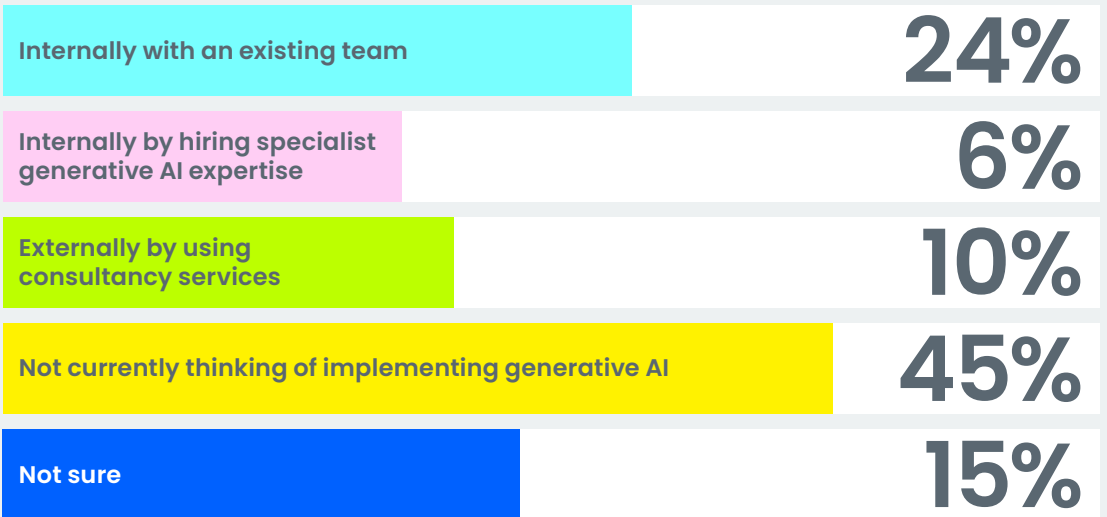 Internally with an existing team
24%
Internally by hiring specialist
generative AI expertise
6%
Externally by using
consultancy services
10%
Not currently thinking of implementing generative AI
45%
Not sure
15%